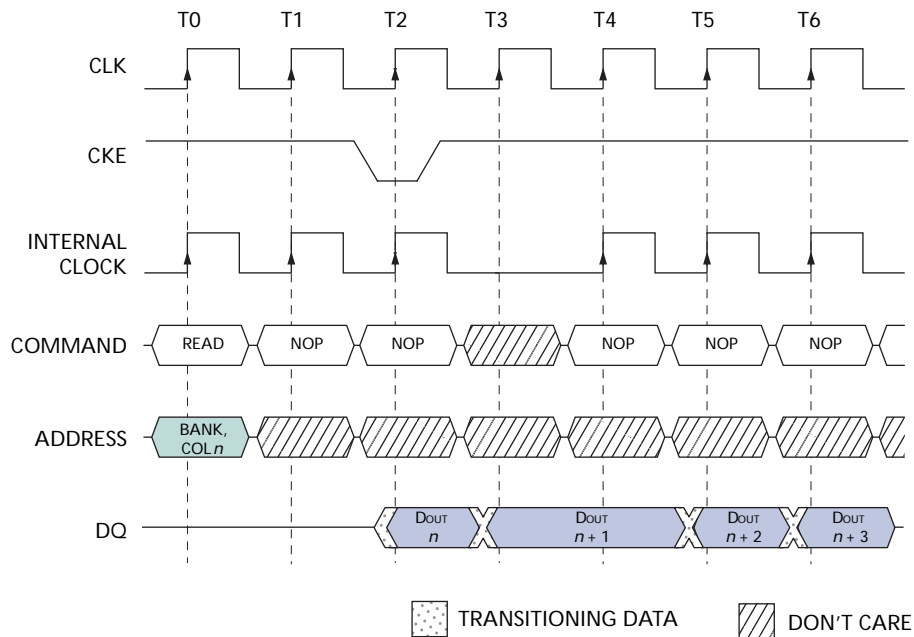 T0 T1 T2 T3 T4 T5 T6
CLK
CKE
INTERNAL
CLOCK
COMMAND READ NOP NOP NOP NOP NOP
ADDRESS BANK,
COL n
DQ DOUT DOUT DOUT DOUT
n n + 1 n + 2 n + 3
TRANSITIONING DATA DON'T CARE